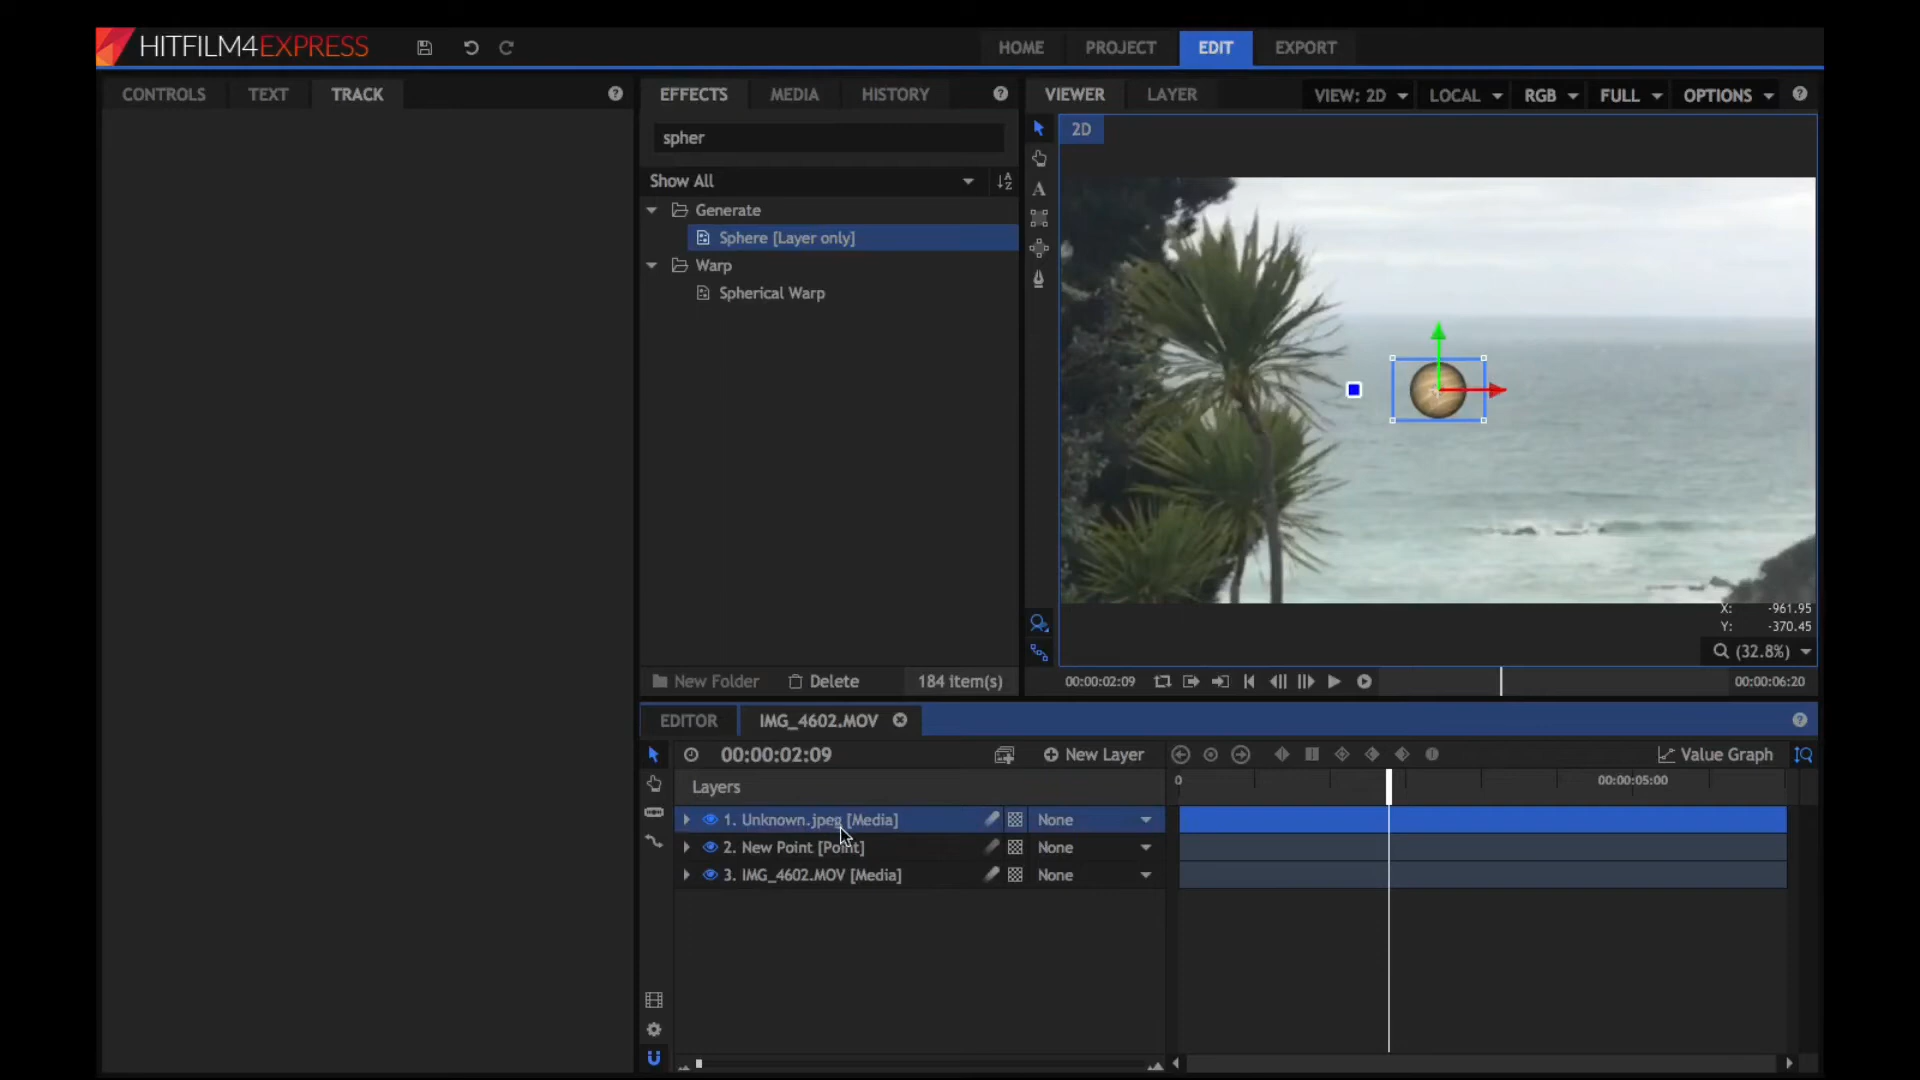 HITFILM4EXPRESS
HOME
PROJECT
EDIT
EXPORT
CONTROLS
TEXT
TRACK
EFFECTS
MEDIA
HISTORY
VIEWER
LAYER
VIEW: 2D
LOCAL
RGB
FULL
OPTIONS
spher
2D
Show All
Generate
Sphere [Layer only]
Warp
Spherical Warp
X: -961.95
Y: -370.45
(32.8%)
New Folder
Delete
184 item(s)
00:00:02:09
00:00:06:20
EDITOR
IMG_4602.MOV
00:00:02:09
New Layer
Value Graph
Layers
0
00:00:05:00
1. Unknown.jpeg [Media]
None
2. New Point [Point]
None
3. IMG_4602.MOV [Media]
None